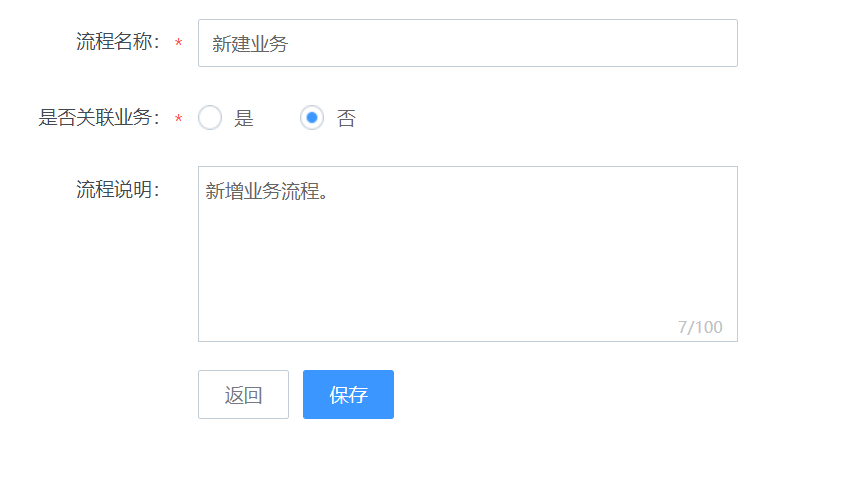 流程名称： * 新建业务
是否关联业务： * 是 否
流程说明： 新增业务流程。
7/100
返回 保存